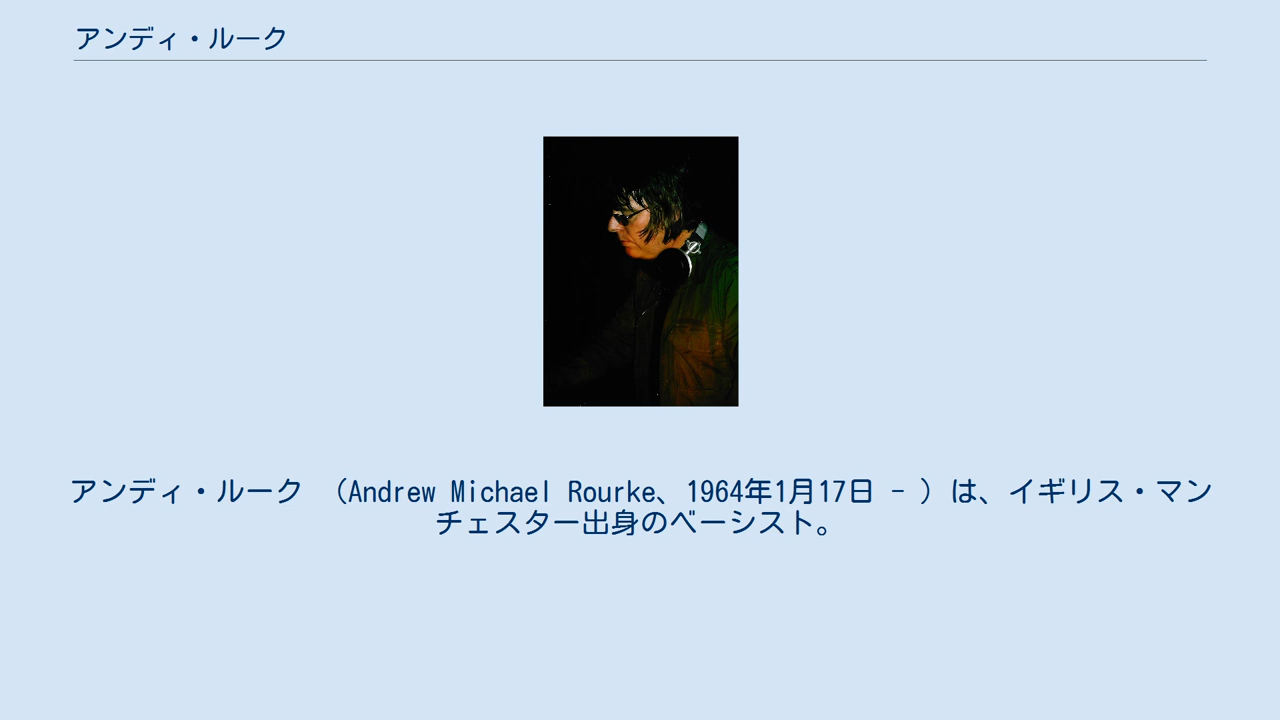 アンディ・ルーク
アンディ・ルーク （Andrew Michael Rourke、1964年1月17日 - ）は、イギリス・マン
チェスター出身のベーシスト。